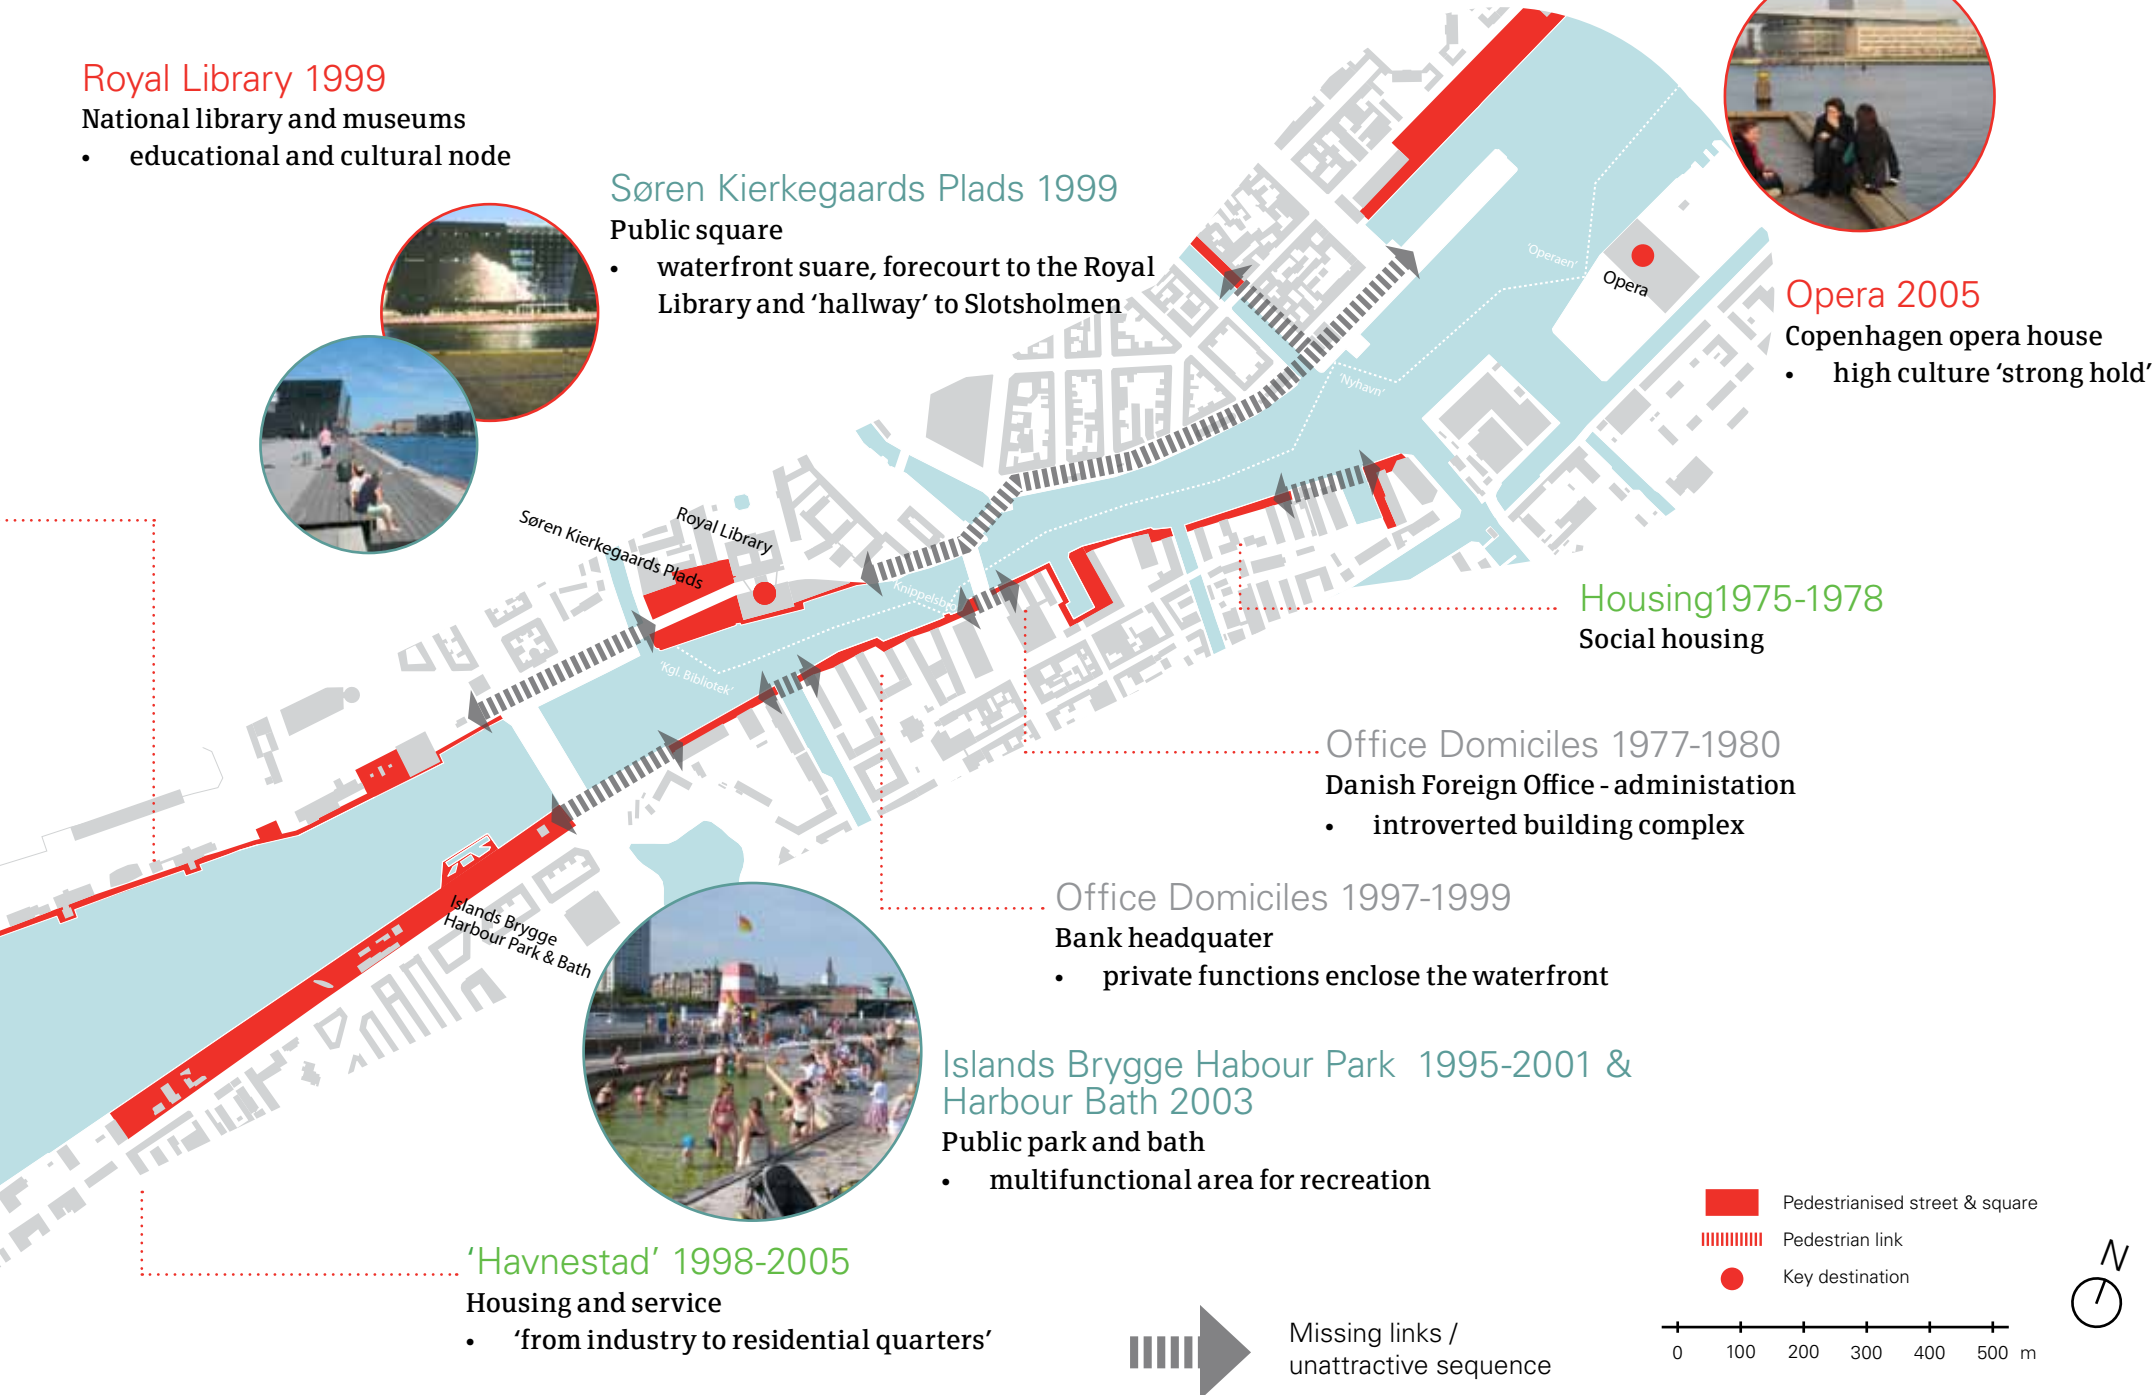 Royal Library 1999
National library and museums
• educational and cultural node
Søren Kierkegaards Plads 1999
Public square
• waterfront suare, forecourt to the Royal
Library and ‘hallway’ to Slotsholmen
Opera 2005
Copenhagen opera house
• high culture ‘strong hold’
‘Operaen’
Opera
‘Nyhavn’
Søren Kierkegaards Plads
Royal Library
Knippelsbro
‘Kgl. Bibliotek’
Housing1975-1978
Social housing
Office Domiciles 1977-1980
Danish Foreign Office - administation
• introverted building complex
Office Domiciles 1997-1999
Bank headquater
• private functions enclose the waterfront
Islands Brygge
Harbour Park & Bath
Islands Brygge Habour Park 1995-2001 &
Harbour Bath 2003
Public park and bath
• multifunctional area for recreation
‘Havnestad’ 1998-2005
Housing and service
• ‘from industry to residential quarters’
Missing links /
unattractive sequence
Pedestrianised street & square
Pedestrian link
Key destination
N
0 100 200 300 400 500 m